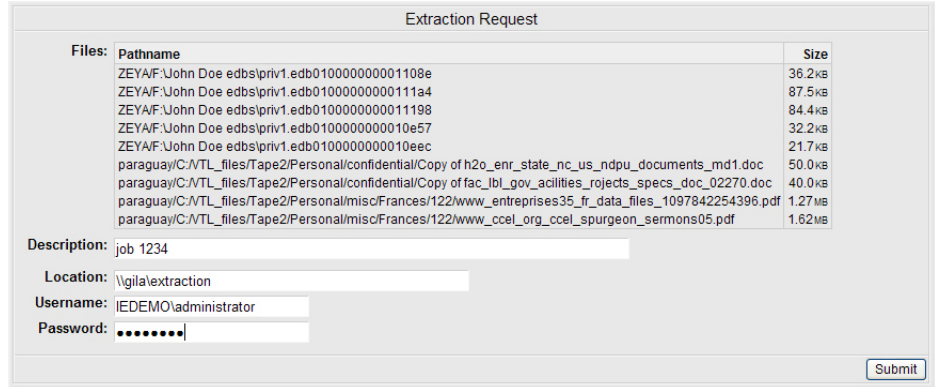 Extraction Request
Files: Pathname Size
ZEYA/F:\John Doe edbs\priv1.edb010000000001108e 36.2KB
ZEYA/F:\John Doe edbs\priv1.edb01000000000111a4 87.5KB
ZEYA/F:\John Doe edbs\priv1.edb0100000000011198 84.4KB
ZEYA/F:\John Doe edbs\priv1.edb0100000000010e57 32.2KB
ZEYA/F:\John Doe edbs\priv1.edb0100000000010eec 21.7KB
paraguay/C:/VTL_files/Tape2/Personal/confidential/Copy of h2o_enr_state_nc_us_ndpu_documents_md1.doc 50.0KB
paraguay/C:/VTL_files/Tape2/Personal/confidential/Copy of fac_lbl_gov_acilities_rojects_specs_doc_02270.doc 40.0KB
paraguay/C:/VTL_files/Tape2/Personal/misc/Frances/122/www_entreprises35_fr_data_files_1097842254396.pdf 1.27MB
paraguay/C:/VTL_files/Tape2/Personal/misc/Frances/122/www_ccel_org_ccel_spurgeon_sermons05.pdf 1.62MB
Description: job 1234
Location: \\gila\extraction
Username: IEDEMO\administrator
Password: ●●●●●●●●
Submit